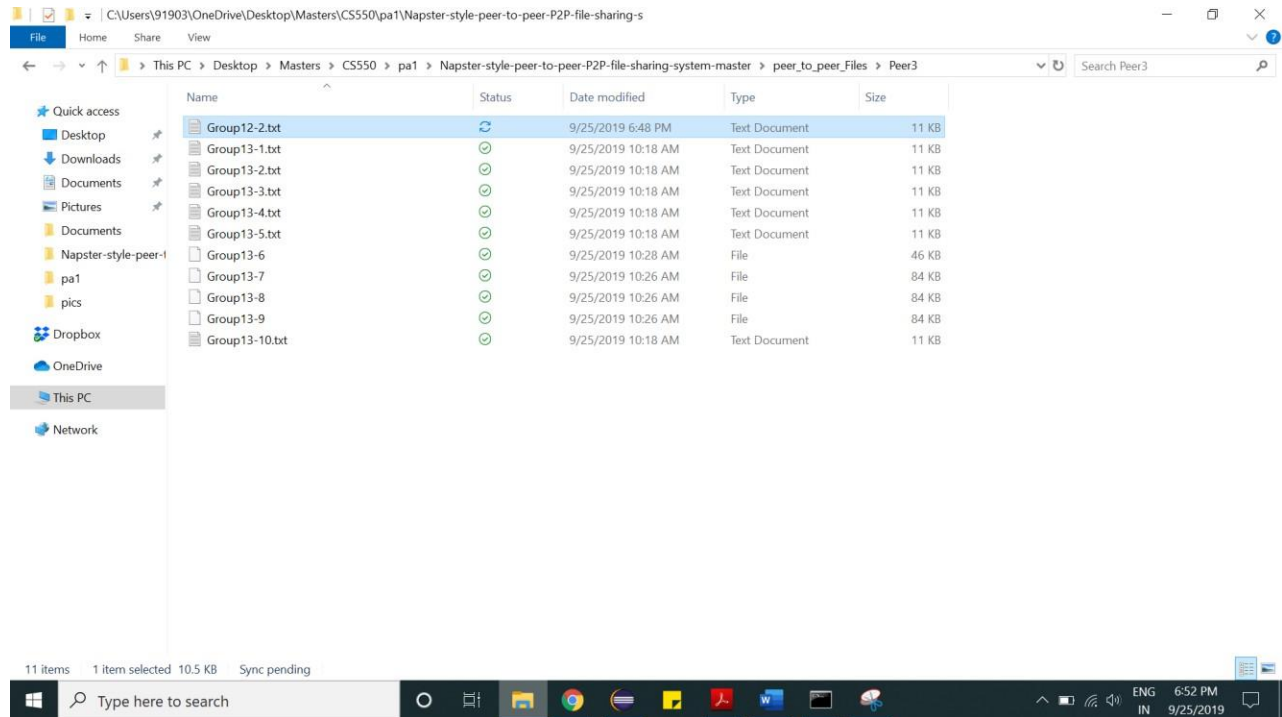 C:\Users\91903\OneDrive\Desktop\Masters\CS550\pa1\Napster-style-peer-to-peer-P2P-file-sharing-s
File Home Share View
This PC > Desktop > Masters > CS550 > pa1 > Napster-style-peer-to-peer-P2P-file-sharing-system-master > peer_to_peer_Files > Peer3 Search Peer3
Name Status Date modified Type Size
Quick access
Desktop
Downloads
Documents
Pictures
Documents
Napster-style-peer-t
pa1
pics
Dropbox
OneDrive
This PC
Network
Group12-2.txt 9/25/2019 6:48 PM Text Document 11 KB
Group13-1.txt 9/25/2019 10:18 AM Text Document 11 KB
Group13-2.txt 9/25/2019 10:18 AM Text Document 11 KB
Group13-3.txt 9/25/2019 10:18 AM Text Document 11 KB
Group13-4.txt 9/25/2019 10:18 AM Text Document 11 KB
Group13-5.txt 9/25/2019 10:18 AM Text Document 11 KB
Group13-6 9/25/2019 10:28 AM File 46 KB
Group13-7 9/25/2019 10:26 AM File 84 KB
Group13-8 9/25/2019 10:26 AM File 84 KB
Group13-9 9/25/2019 10:26 AM File 84 KB
Group13-10.txt 9/25/2019 10:18 AM Text Document 11 KB
11 items 1 item selected 10.5 KB Sync pending
Type here to search
ENG 6:52 PM
IN 9/25/2019